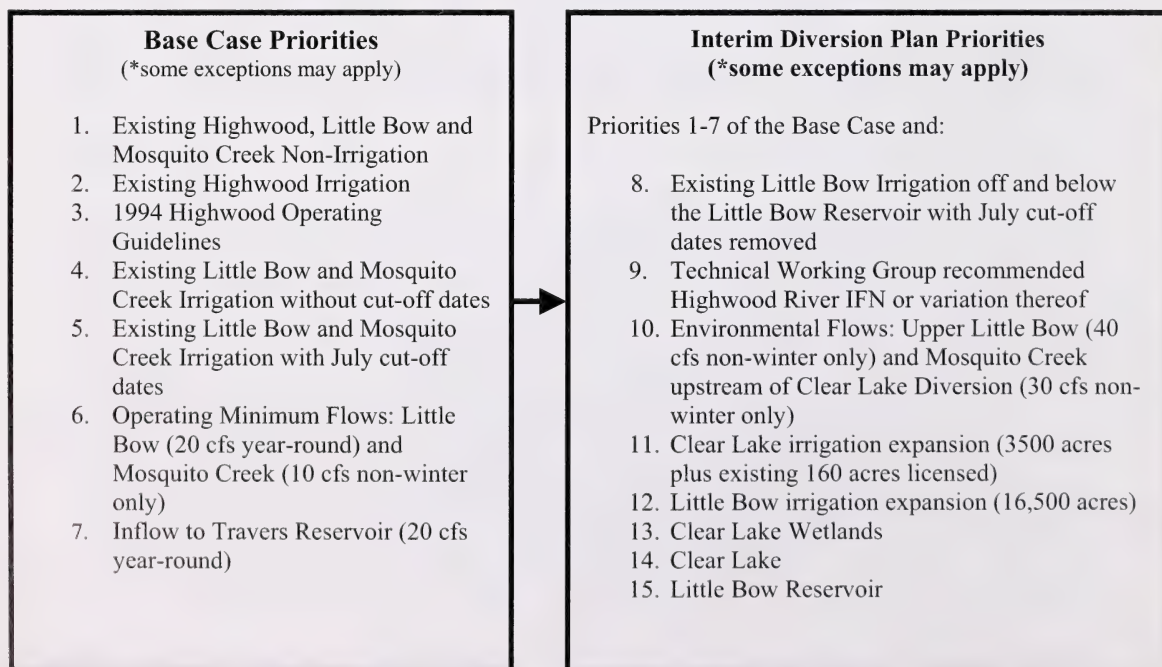 Base Case Priorities
(*some exceptions may apply)
1. Existing Highwood, Little Bow and
Mosquito Creek Non-Irrigation
2. Existing Highwood Irrigation
3. 1994 Highwood Operating
Guidelines
4. Existing Little Bow and Mosquito
Creek Irrigation without cut-off dates
5. Existing Little Bow and Mosquito
Creek Irrigation with July cut-off
dates
6. Operating Minimum Flows: Little
Bow (20 cfs year-round) and
Mosquito Creek (10 cfs non-winter
only)
7. Inflow to Travers Reservoir (20 cfs
year-round)
Interim Diversion Plan Priorities
(*some exceptions may apply)
Priorities 1-7 of the Base Case and:
8. Existing Little Bow Irrigation off and below
the Little Bow Reservoir with July cut-off
dates removed
9. Technical Working Group recommended
Highwood River IFN or variation thereof
10. Environmental Flows: Upper Little Bow (40
cfs non-winter only) and Mosquito Creek
upstream of Clear Lake Diversion (30 cfs non-
winter only)
11. Clear Lake irrigation expansion (3500 acres
plus existing 160 acres licensed)
12. Little Bow irrigation expansion (16,500 acres)
13. Clear Lake Wetlands
14. Clear Lake
15. Little Bow Reservoir